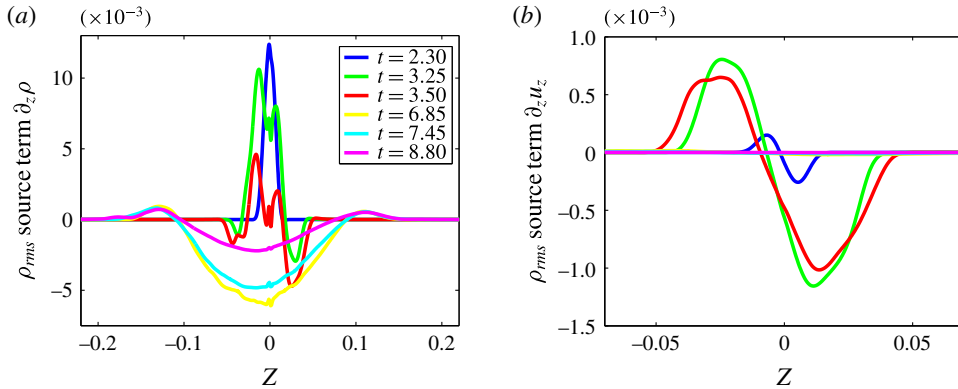 (a)
(×10⁻³)
ρrms source term ∂zρ
10
5
0
−5
−0.2
−0.1
0
0.1
0.2
Z
t = 2.30
t = 3.25
t = 3.50
t = 6.85
t = 7.45
t = 8.80
(b)
(×10⁻³)
ρrms source term ∂zuz
1.0
0.5
0
−0.5
−1.0
−1.5
−0.05
0
0.05
Z